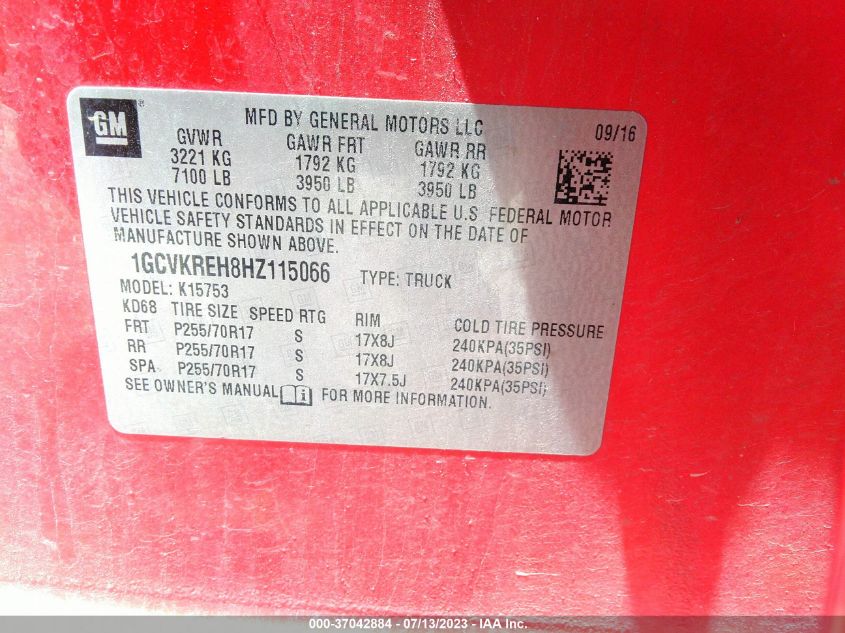 GM
MFD BY GENERAL MOTORS LLC 09/16
GVWR GAWR FRT GAWR RR
3221 KG 1792 KG 1792 KG
7100 LB 3950 LB 3950 LB
THIS VEHICLE CONFORMS TO ALL APPLICABLE U.S FEDERAL MOTOR
VEHICLE SAFETY STANDARDS IN EFFECT ON THE DATE OF
MANUFACTURE SHOWN ABOVE.
1GCVKREH8HZ115066 TYPE: TRUCK
MODEL: K15753
KD68 TIRE SIZE SPEED RTG RIM COLD TIRE PRESSURE
FRT P255/70R17 S 17X8J 240KPA(35PSI)
RR P255/70R17 S 17X8J 240KPA(35PSI)
SPA P255/70R17 S 17X7.5J 240KPA(35PSI)
SEE OWNER'S MANUAL FOR MORE INFORMATION.
000-37042884 - 07/13/2023 - IAA Inc.